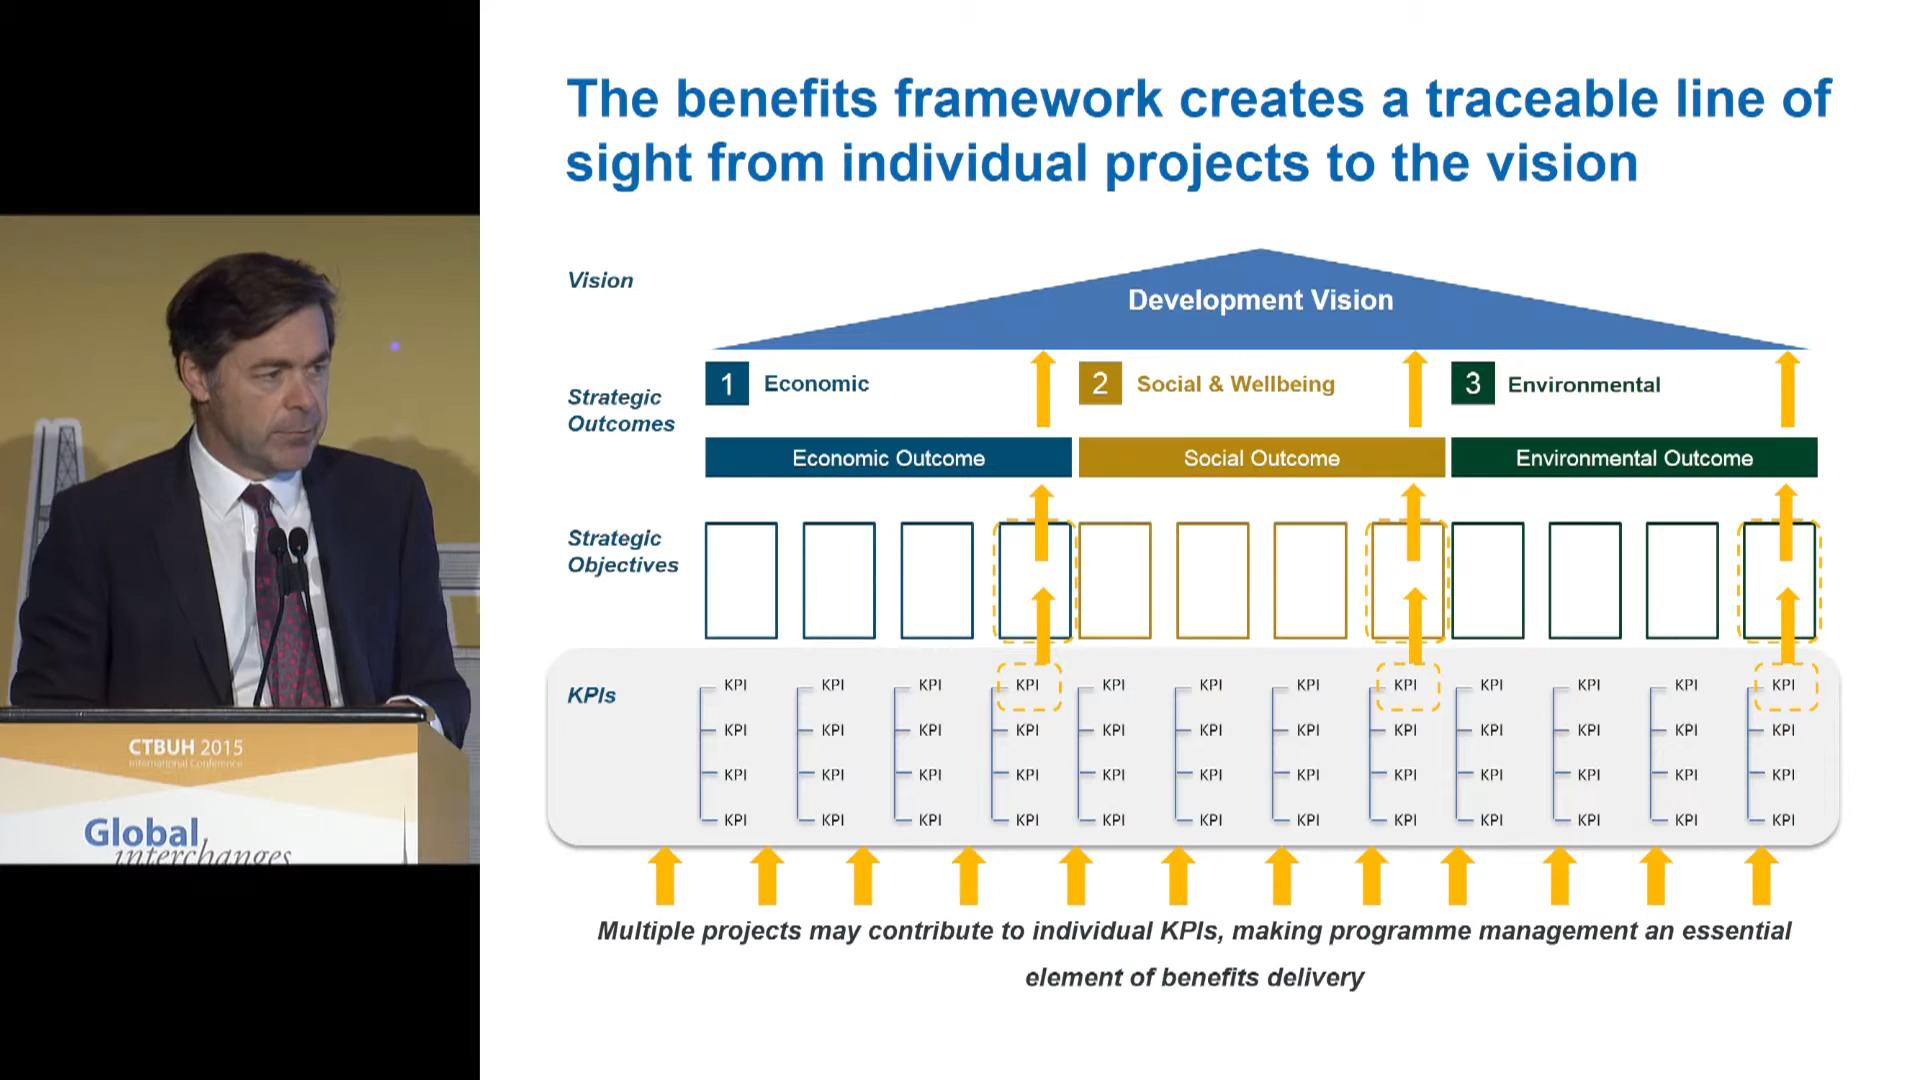 The benefits framework creates a traceable line of
sight from individual projects to the vision
Vision
Development Vision
Strategic
Outcomes
1 Economic
2 Social & Wellbeing
3 Environmental
Economic Outcome
Social Outcome
Environmental Outcome
Strategic
Objectives
KPIs
KPI KPI KPI KPI KPI KPI KPI KPI KPI KPI KPI KPI
KPI KPI KPI KPI KPI KPI KPI KPI KPI KPI KPI KPI
KPI KPI KPI KPI KPI KPI KPI KPI KPI KPI KPI KPI
KPI KPI KPI KPI KPI KPI KPI KPI KPI KPI KPI KPI
Multiple projects may contribute to individual KPIs, making programme management an essential
element of benefits delivery
CTBUH 2015
International Conference
Global
interchanges